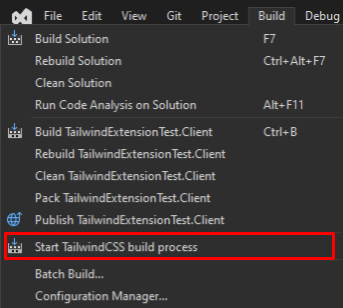 File Edit View Git Project Build Debug
Build Solution F7
Rebuild Solution Ctrl+Alt+F7
Clean Solution
Run Code Analysis on Solution Alt+F11
Build TailwindExtensionTest.Client Ctrl+B
Rebuild TailwindExtensionTest.Client
Clean TailwindExtensionTest.Client
Pack TailwindExtensionTest.Client
Publish TailwindExtensionTest.Client
Start TailwindCSS build process
Batch Build...
Configuration Manager...